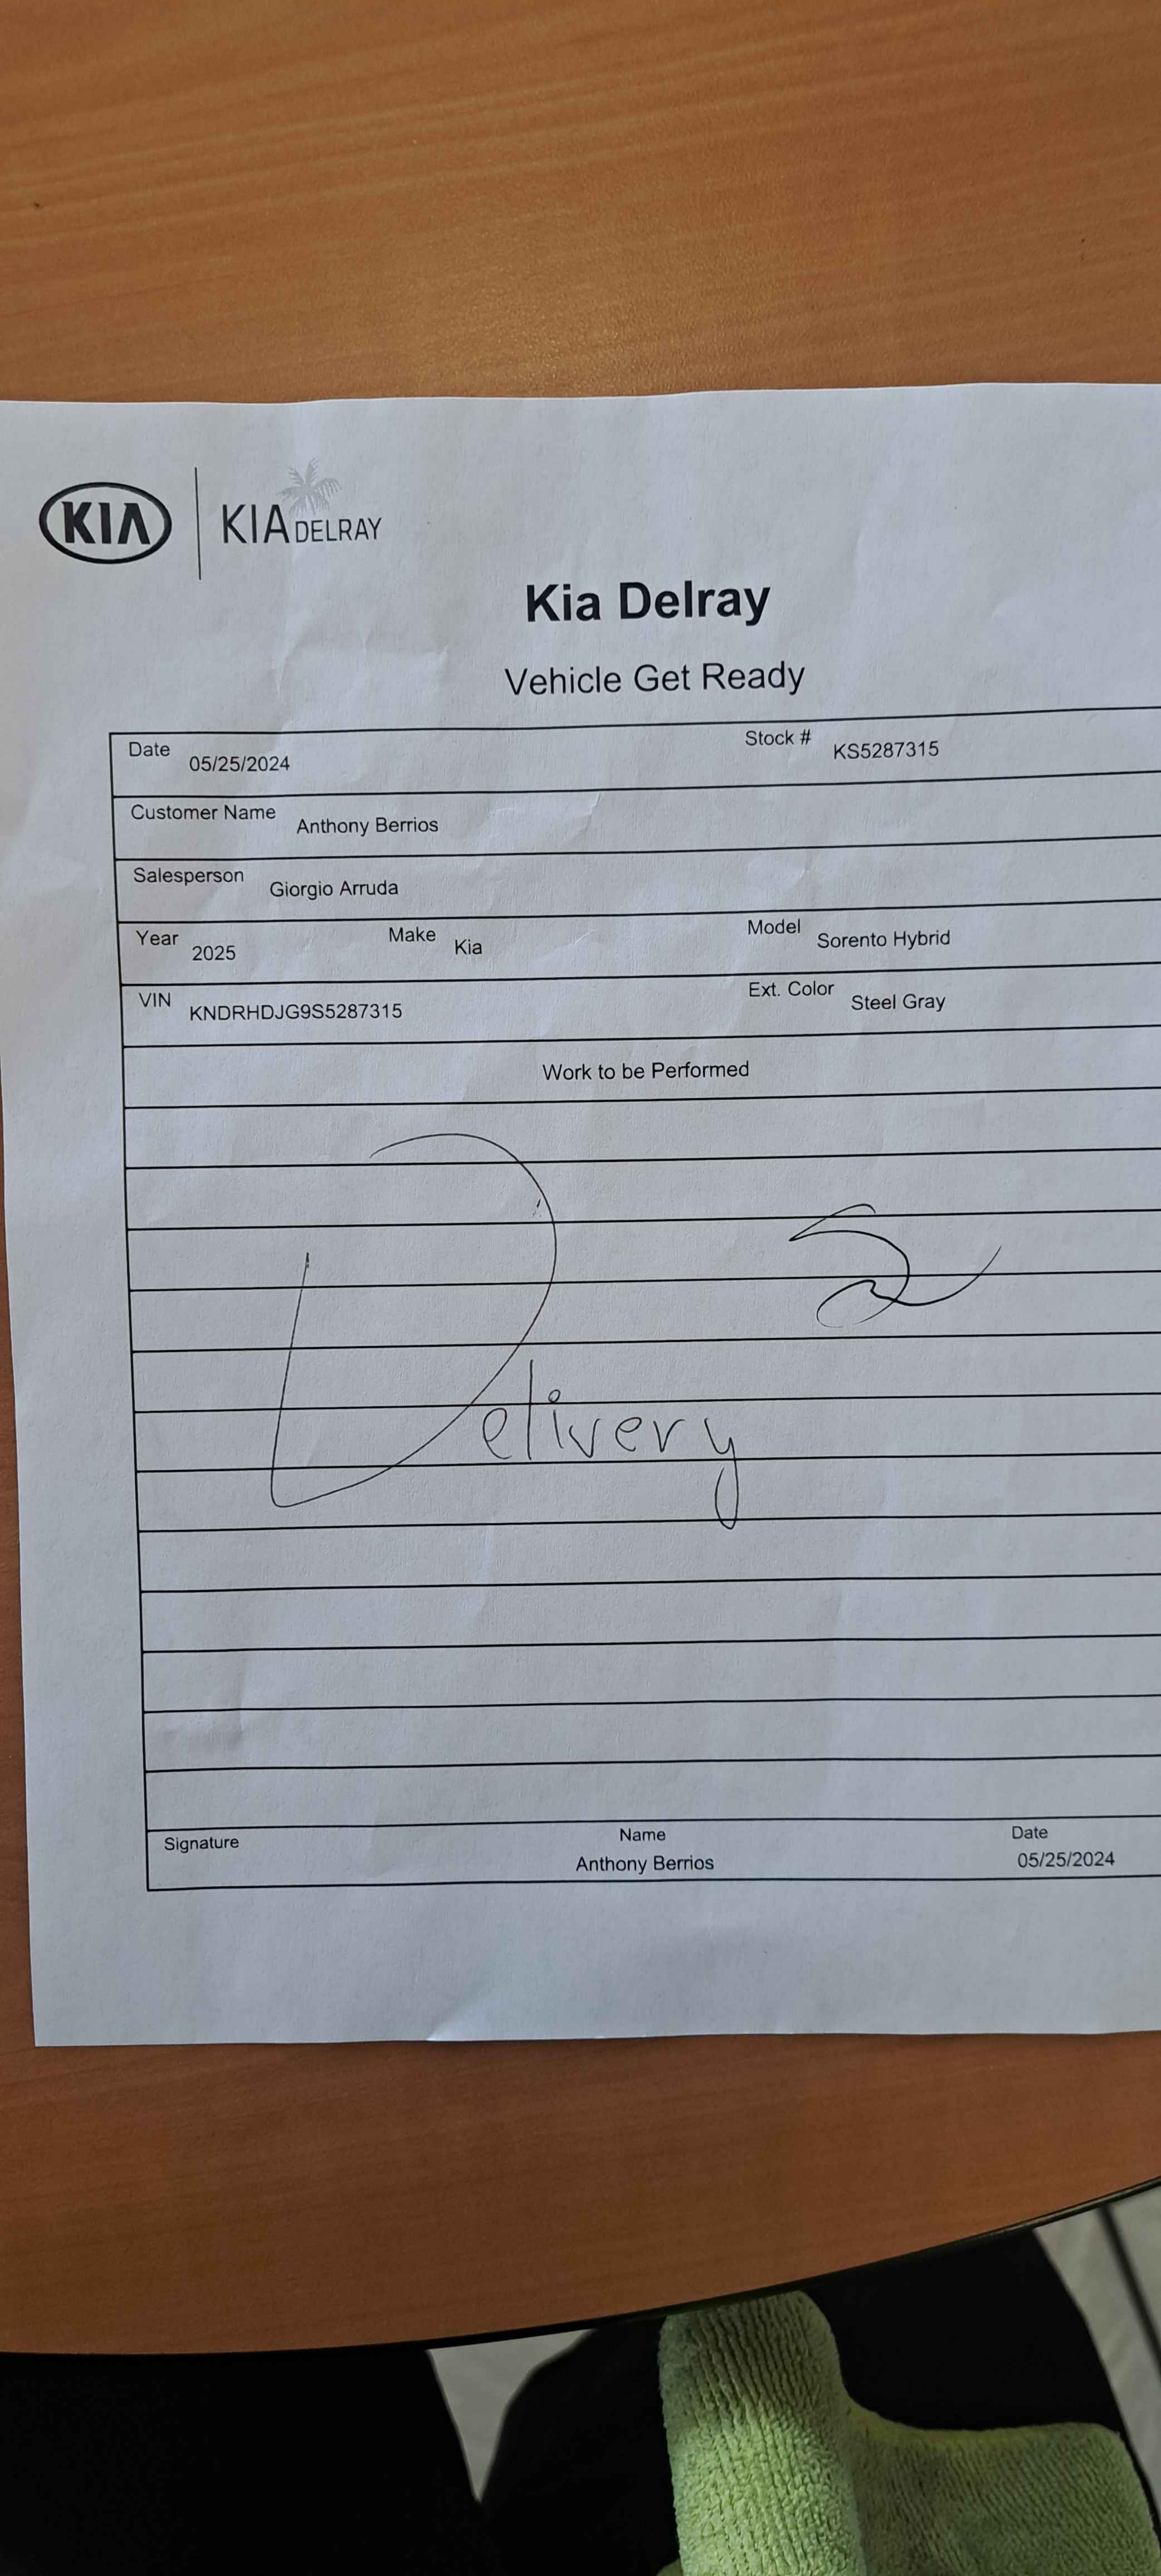 KIA KIA DELRAY
Kia Delray
Vehicle Get Ready
Date 05/25/2024 Stock # KS5287315
Customer Name Anthony Berrios
Salesperson Giorgio Arruda
Year 2025 Make Kia Model Sorento Hybrid
VIN KNDRHDJG9S5287315 Ext. Color Steel Gray
Work to be Performed
Delivery
Signature Name Date
Anthony Berrios 05/25/2024